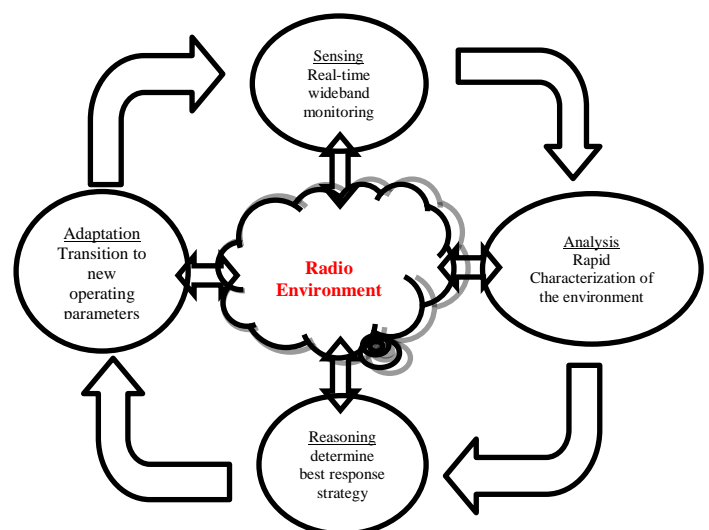 Sensing
Real-time
wideband
monitoring
Adaptation
Transition to
new
operating
parameters
Radio
Environment
Analysis
Rapid
Characterization of
the environment
Reasoning
determine
best response
strategy